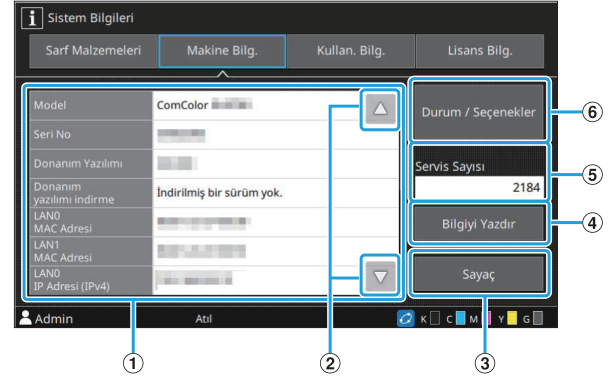 i Sistem Bilgileri
Sarf Malzemeleri
Makine Bilg.
Kullan. Bilg.
Lisans Bilg.
Model
ComColor
Seri No
Donanım Yazılımı
Donanım
yazılımı indirme
İndirilmiş bir sürüm yok.
LAN0
MAC Adresi
LAN1
MAC Adresi
LAN0
IP Adresi (IPv4)
Durum / Seçenekler
6
Servis Sayısı
2184
5
Bilgiyi Yazdır
4
Sayaç
Admin
Atıl
K C M Y G
1
2
3